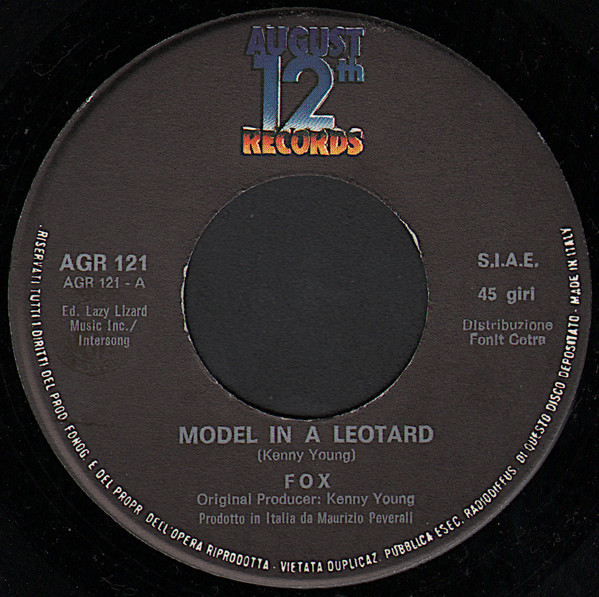 AUGUST
12th
RECORDS
AGR 121
AGR 121 - A
Ed. Lazy Lizard
Music Inc./
Intersong
S.I.A.E.
45 giri
Distribuzione
Fonit Cetra
MODEL IN A LEOTARD
(Kenny Young)
FOX
Original Producer: Kenny Young
Prodotto in Italia da Maurizio Peverali
.RISERVATI TUTTI I DIRITTI DEL PROD. FONOG. E DEL PROPR. DELL'OPERA RIPRODOTTA - VIETATA DUPLICAZ. PUBBLICA ESEC. RADIODIFFUS. DI QUESTO DISCO DEPOSITATO - MADE IN ITALY